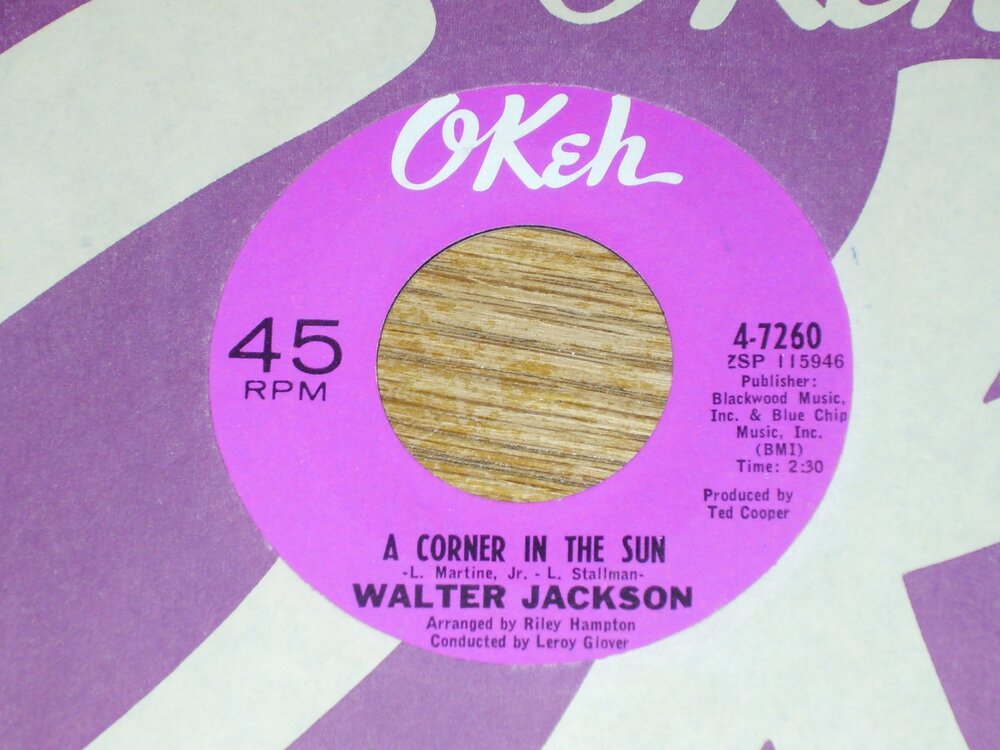 OKeh
OKeh
45
RPM
4-7260
ZSP 115946
Publisher:
Blackwood Music,
Inc. & Blue Chip
Music, Inc.
(BMI)
Time: 2:30
Produced by
Ted Cooper
A CORNER IN THE SUN
-L. Martine, Jr. - L. Stallman-
WALTER JACKSON
Arranged by Riley Hampton
Conducted by Leroy Glover